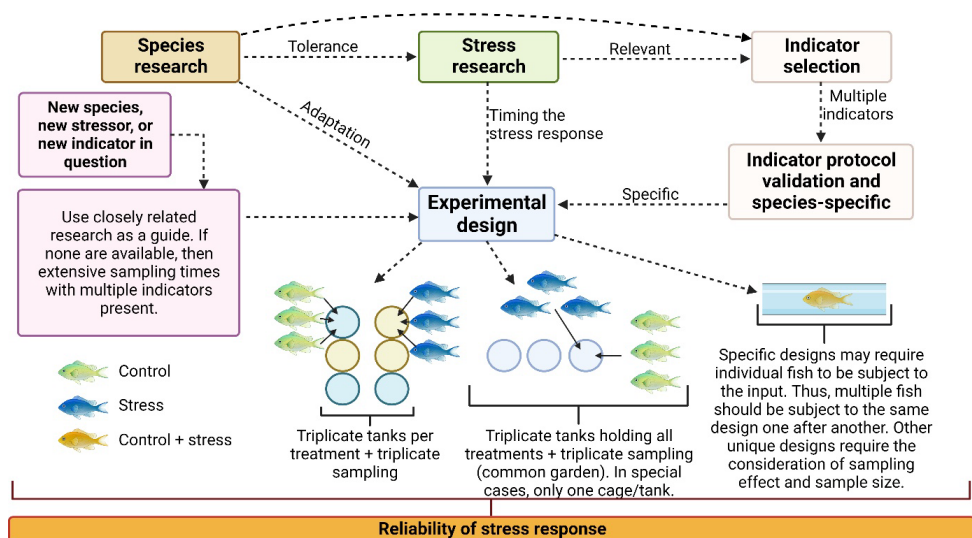 Species
research
Tolerance
Stress
research
Relevant
Indicator
selection
New species,
new stressor, or
new indicator in
question
Adaptation
Timing the
stress response
Multiple
indicators
Indicator protocol
validation and
species-specific
Specific
Experimental
design
Use closely related
research as a guide. If
none are available, then
extensive sampling times
with multiple indicators
present.
Control
Stress
Control + stress
Triplicate tanks per
treatment + triplicate
sampling
Triplicate tanks holding all
treatments + triplicate sampling
(common garden). In special
cases, only one cage/tank.
Specific designs may require
individual fish to be subject to
the input. Thus, multiple fish
should be subject to the same
design one after another. Other
unique designs require the
consideration of sampling
effect and sample size.
Reliability of stress response